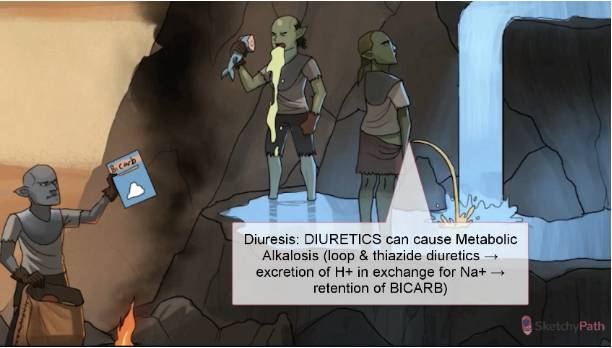 Bicarb
Diuresis: DIURETICS can cause Metabolic
Alkalosis (loop & thiazide diuretics →
excretion of H+ in exchange for Na+ →
retention of BICARB)
SketchyPath